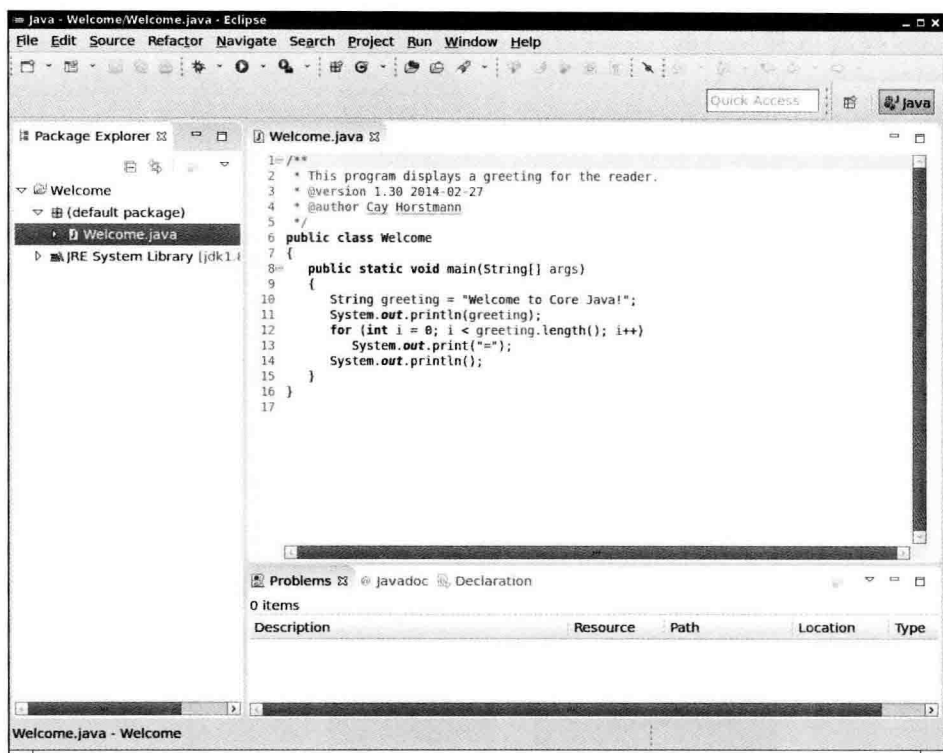 Java - Welcome/Welcome.java - Eclipse
File Edit Source Refactor Navigate Search Project Run Window Help
Quick Access
Java
Package Explorer
Welcome
(default package)
Welcome.java
JRE System Library [jdk1.
Welcome.java
1 /**
2 * This program displays a greeting for the reader.
3 * @version 1.30 2014-02-27
4 * @author Cay Horstmann
5 */
6 public class Welcome
7 {
8 public static void main(String[] args)
9 {
10 String greeting = "Welcome to Core Java!";
11 System.out.println(greeting);
12 for (int i = 0; i < greeting.length(); i++)
13 System.out.print("=");
14 System.out.println();
15 }
16 }
17
Problems Javadoc Declaration
0 items
Description Resource Path Location Type
Welcome.java - Welcome